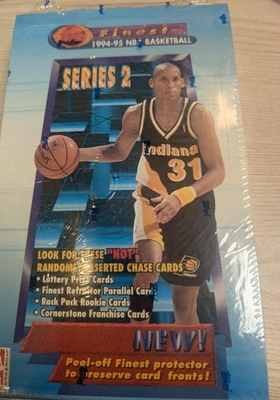 Finest
1994-95 NBA BASKETBALL
SERIES 2
Indiana
31
LOOK FOR THESE "HOT"
RANDOMLY INSERTED CHASE CARDS
• Lottery Prize Cards
• Finest Refractor Parallel Cards
• Rack Pack Rookie Cards
• Cornerstone Franchise Cards
NEW!
Peel-off Finest protector
to preserve card fronts!